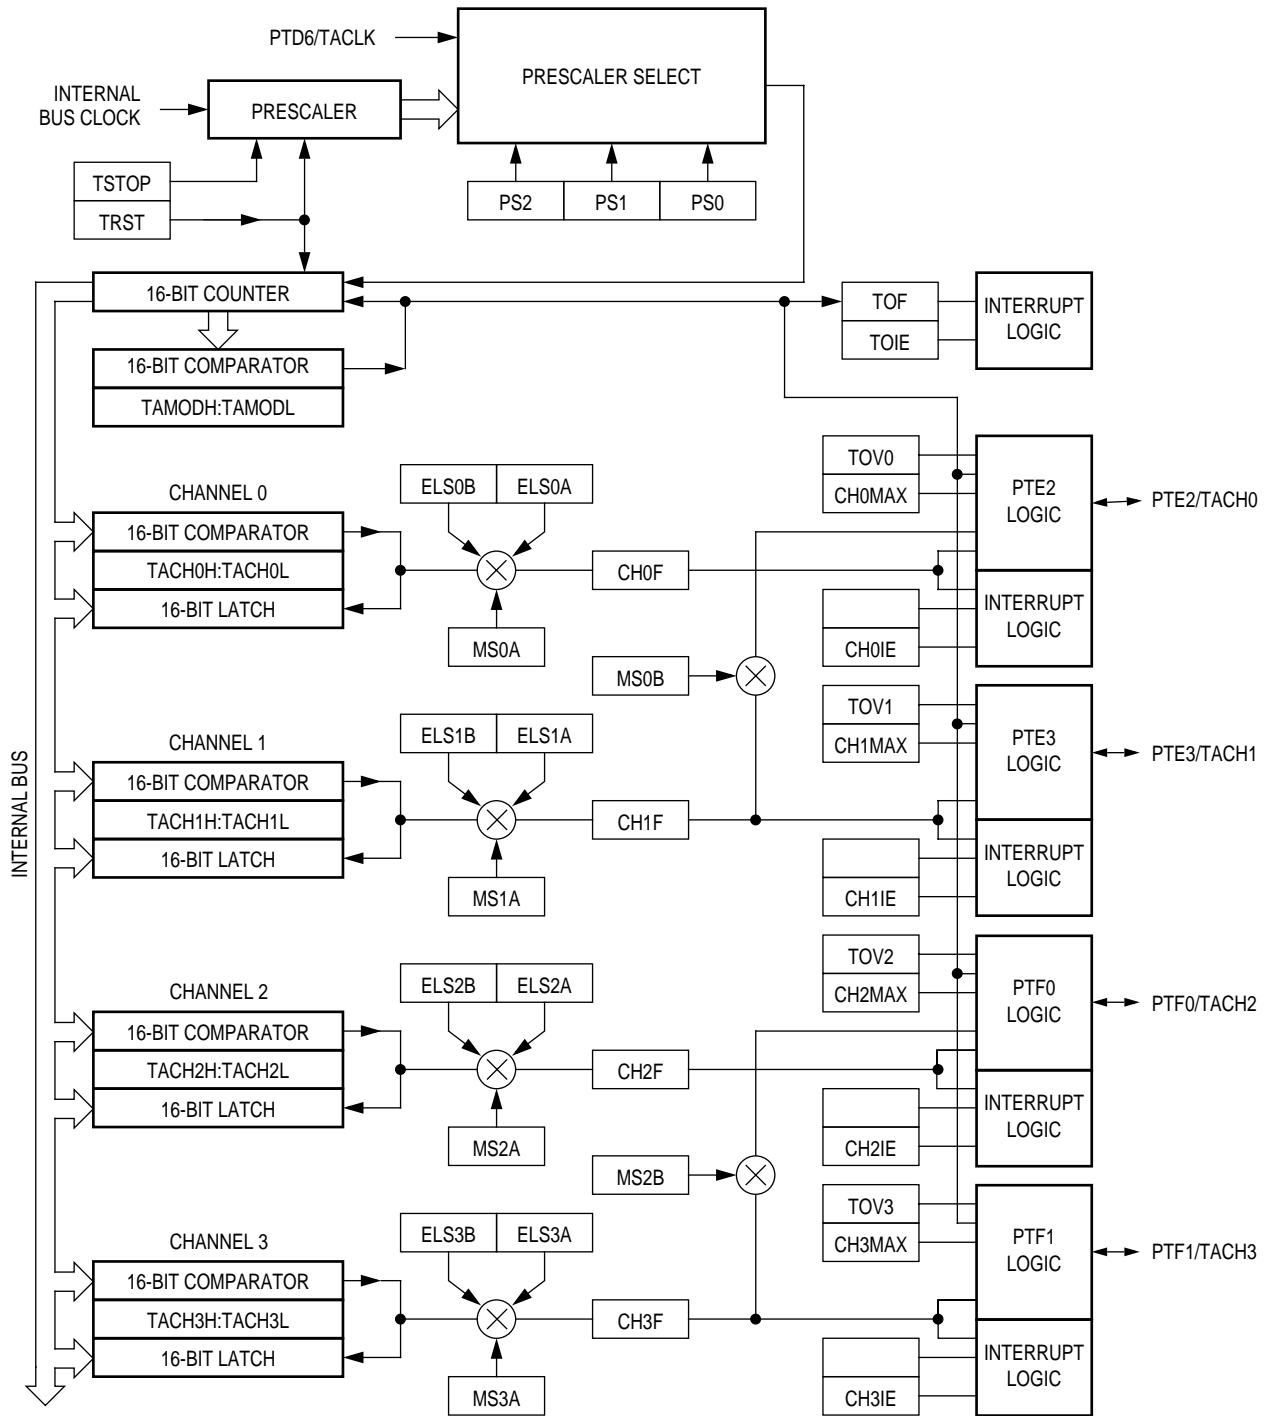 PTD6/TACLK
PRESCALER SELECT
INTERNAL
BUS CLOCK
PRESCALER
TSTOP
TRST
PS2
PS1
PS0
16-BIT COUNTER
16-BIT COMPARATOR
TAMODH:TAMODL
TOF
TOIE
INTERRUPT
LOGIC
INTERNAL BUS
CHANNEL 0
16-BIT COMPARATOR
TACH0H:TACH0L
16-BIT LATCH
ELS0B
ELS0A
MS0A
CH0F
MS0B
TOV0
CH0MAX
CH0IE
PTE2
LOGIC
INTERRUPT
LOGIC
PTE2/TACH0
CHANNEL 1
16-BIT COMPARATOR
TACH1H:TACH1L
16-BIT LATCH
ELS1B
ELS1A
MS1A
CH1F
TOV1
CH1MAX
CH1IE
PTE3
LOGIC
INTERRUPT
LOGIC
PTE3/TACH1
CHANNEL 2
16-BIT COMPARATOR
TACH2H:TACH2L
16-BIT LATCH
ELS2B
ELS2A
MS2A
CH2F
MS2B
TOV2
CH2MAX
CH2IE
PTF0
LOGIC
INTERRUPT
LOGIC
PTF0/TACH2
CHANNEL 3
16-BIT COMPARATOR
TACH3H:TACH3L
16-BIT LATCH
ELS3B
ELS3A
MS3A
CH3F
TOV3
CH3MAX
CH3IE
PTF1
LOGIC
INTERRUPT
LOGIC
PTF1/TACH3